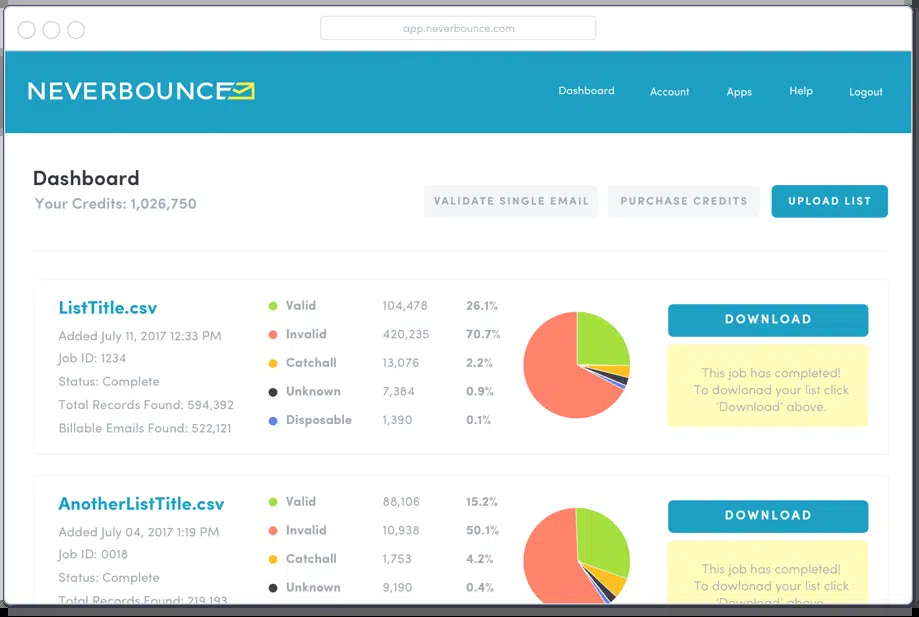 app.neverbounce.com
NEVERBOUNCE
Dashboard Account Apps Help Logout
Dashboard
Your Credits: 1,026,750
VALIDATE SINGLE EMAIL PURCHASE CREDITS UPLOAD LIST
ListTitle.csv
Added July 11, 2017 12:33 PM
Job ID: 1234
Status: Complete
Total Records Found: 594,392
Billable Emails Found: 522,121
Valid 104,478 26.1%
Invalid 420,235 70.7%
Catchall 13,076 2.2%
Unknown 7,384 0.9%
Disposable 1,390 0.1%
DOWNLOAD
This job has completed!
To dowlonad your list click
'Download' above.
AnotherListTitle.csv
Added July 04, 2017 1:19 PM
Job ID: 0018
Status: Complete
Total Records Found: 219,193
Valid 88,106 15.2%
Invalid 10,938 50.1%
Catchall 1,753 4.2%
Unknown 9,190 0.4%
DOWNLOAD
This job has completed!
To dowlonad your list click
'Download' above.